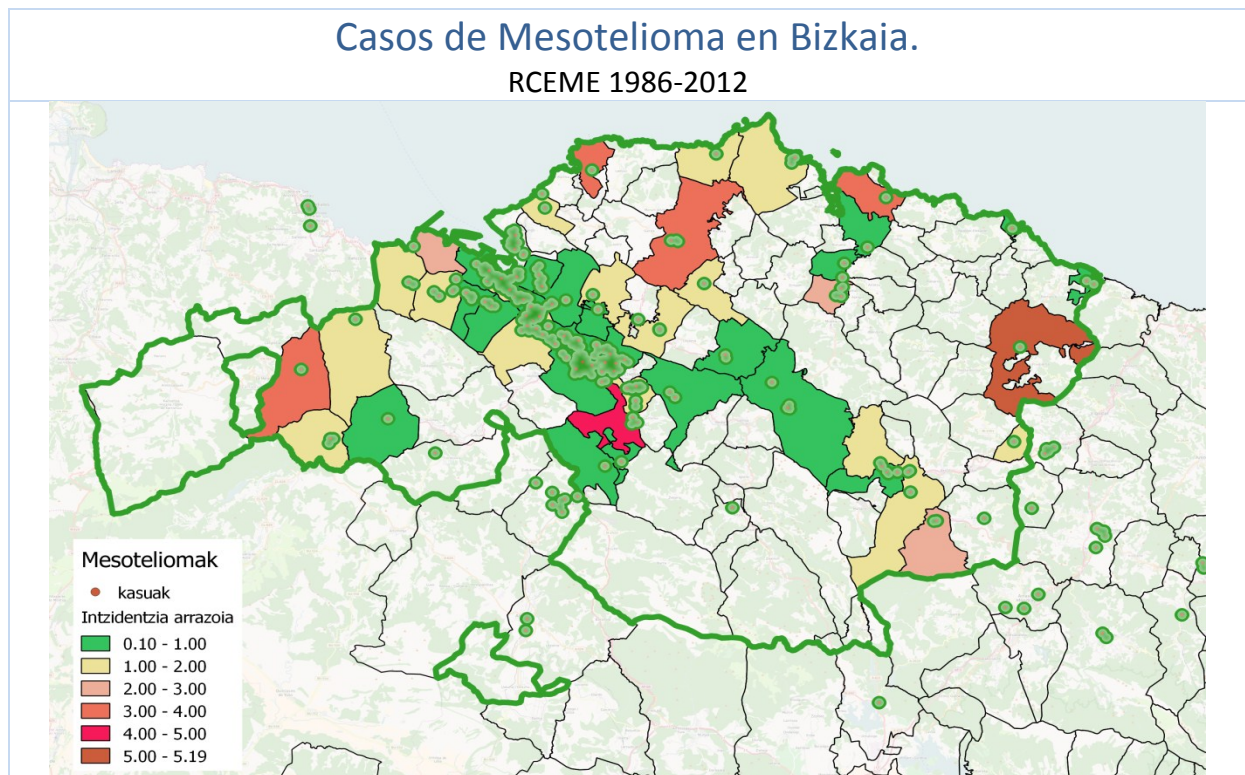 Casos de Mesotelioma en Bizkaia.
RCEME 1986-2012
Mesoteliomak
kasuak
Intzidentzia arrazoia
0.10 - 1.00
1.00 - 2.00
2.00 - 3.00
3.00 - 4.00
4.00 - 5.00
5.00 - 5.19